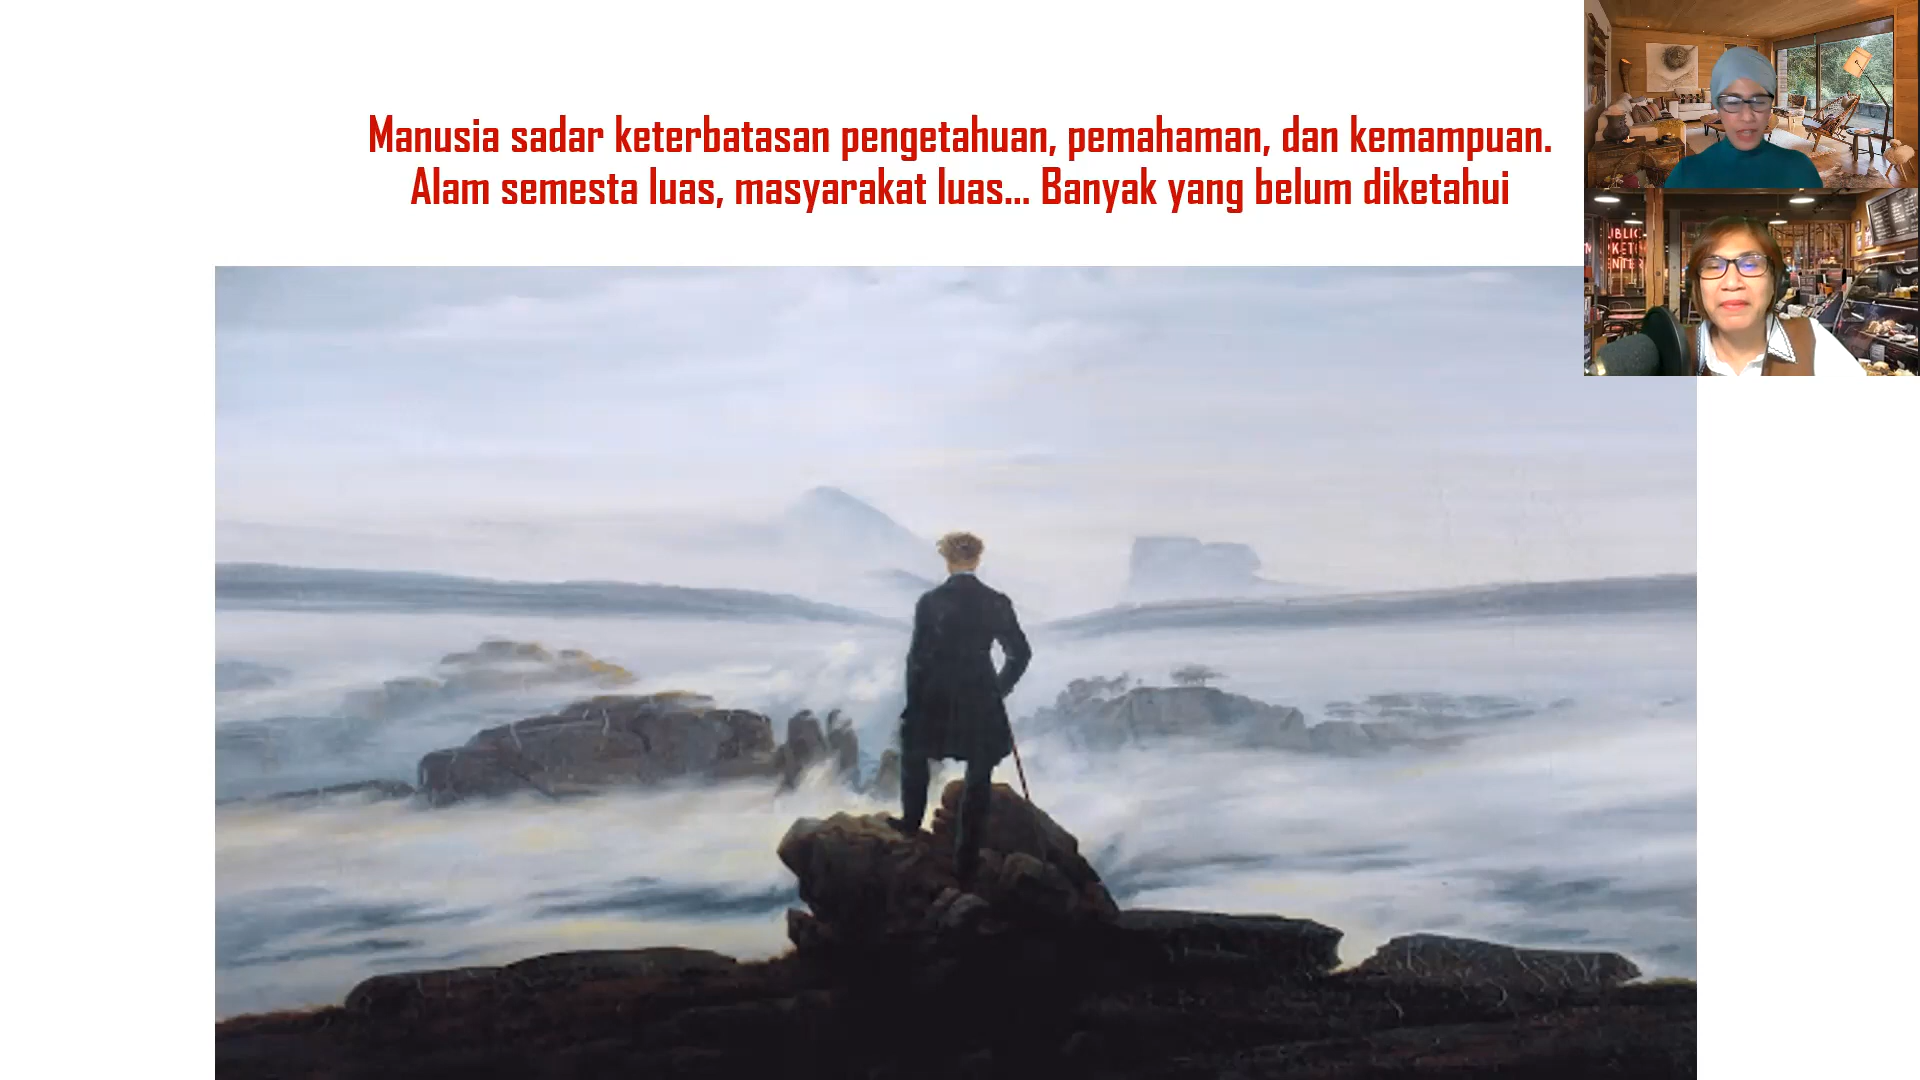 Manusia sadar keterbatasan pengetahuan, pemahaman, dan kemampuan.
Alam semesta luas, masyarakat luas... Banyak yang belum diketahui